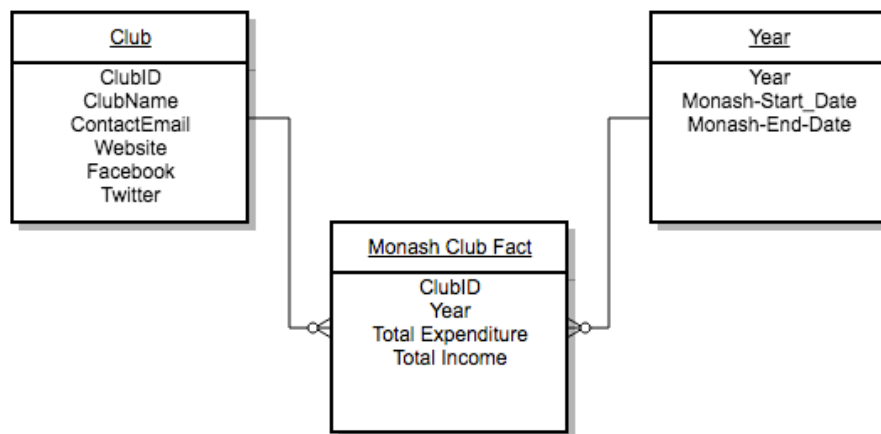 Club
ClubID
ClubName
ContactEmail
Website
Facebook
Twitter
Year
Year
Monash-Start_Date
Monash-End-Date
Monash Club Fact
ClubID
Year
Total Expenditure
Total Income